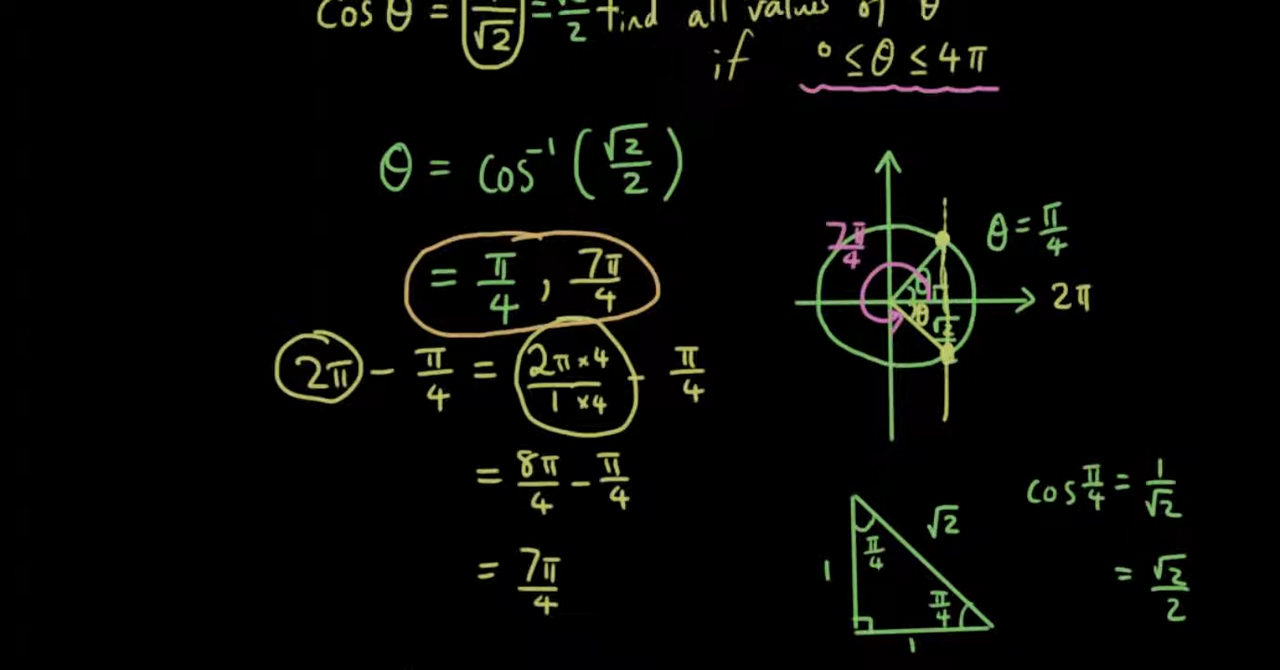 cos θ = 1/√2 = √2/2 find all values of θ
if 0 ≤ θ ≤ 4π
θ = cos⁻¹ (√2/2)
= π/4 , 7π/4
2π − π/4 = 2π×4/1×4 − π/4
= 8π/4 − π/4
= 7π/4
7π/4
θ = π/4
2π
θ
θ
√2/2
√2
1
π/4
π/4
1
cos π/4 = 1/√2
= √2/2